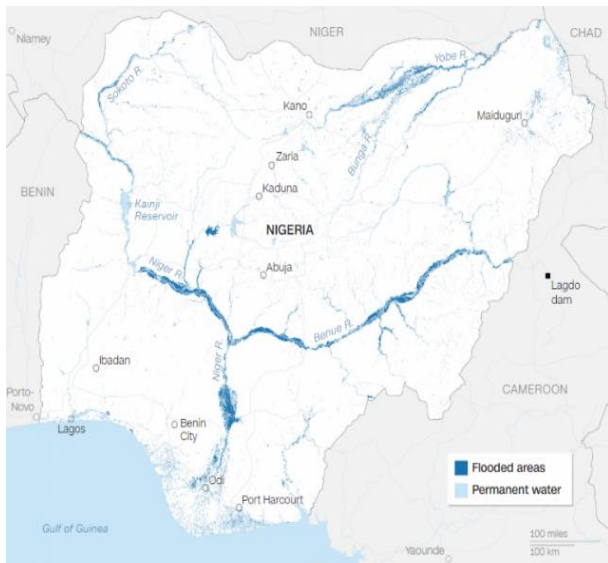 NIGER
Niamey
CHAD
Sokoto R.
Yobe R.
Kano
Maiduguri
Bunga R.
Zaria
BENIN
Kaduna
Kainji
Reservoir
NIGERIA
Niger R.
Abuja
Lagdo
dam
Benue R.
Niger R.
Ibadan
CAMEROON
Porto-
Novo
Lagos
Benin
City
Flooded areas
Odi
Permanent water
Port Harcourt
Gulf of Guinea
100 miles
100 km
Yaounde